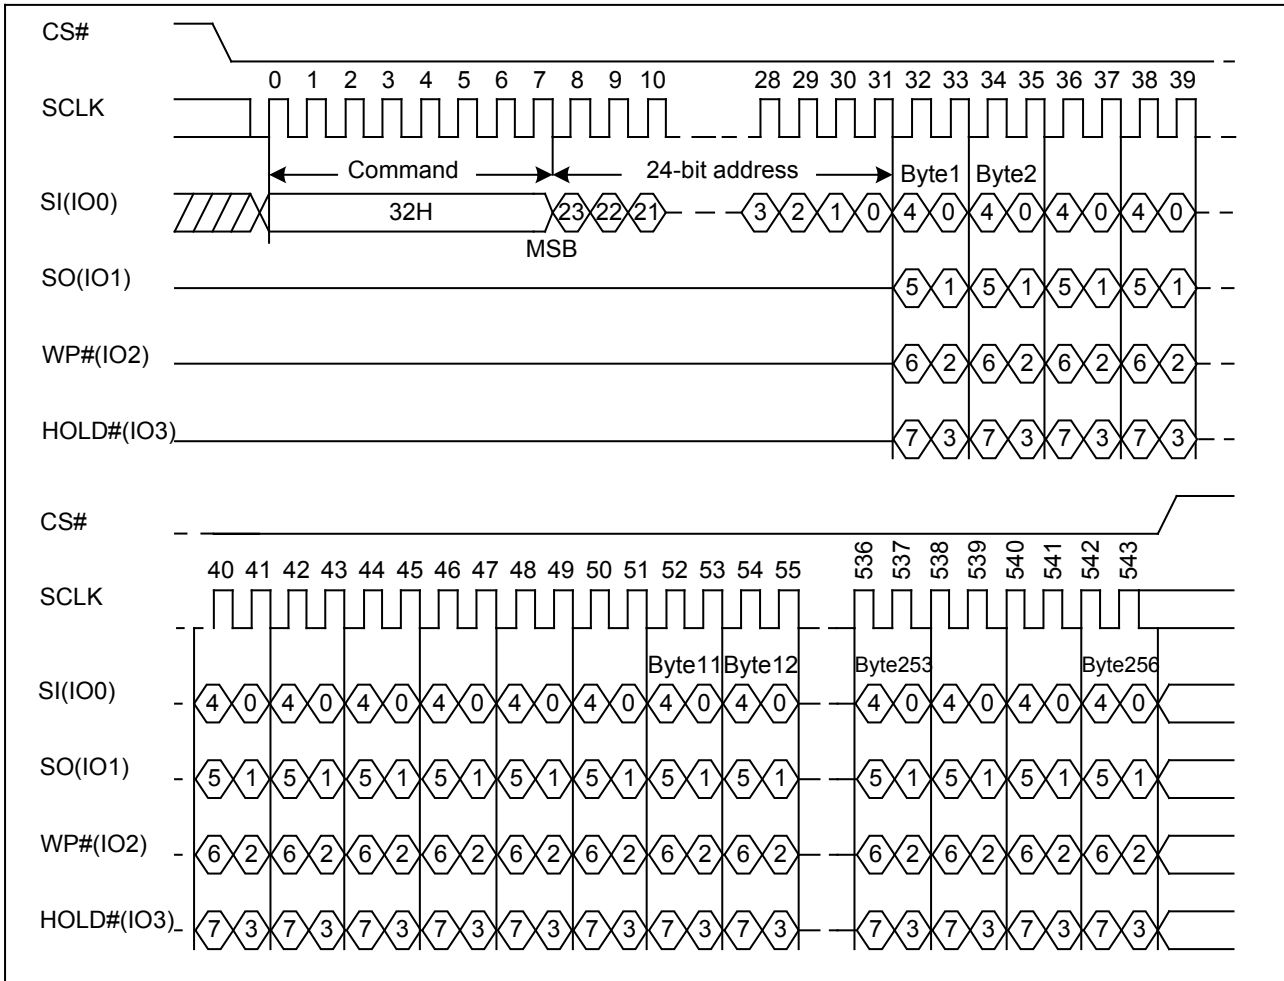 CS#
0 1 2 3 4 5 6 7 8 9 10 28 29 30 31 32 33 34 35 36 37 38 39
SCLK
Command 24-bit address Byte1 Byte2
SI(IO0) 32H 23 22 21 3 2 1 0 4 0 4 0 4 0 4 0
MSB
SO(IO1) 5 1 5 1 5 1 5 1
WP#(IO2) 6 2 6 2 6 2 6 2
HOLD#(IO3) 7 3 7 3 7 3 7 3
CS#
40 41 42 43 44 45 46 47 48 49 50 51 52 53 54 55 536 537 538 539 540 541 542 543
SCLK
Byte11 Byte12 Byte253 Byte256
SI(IO0) 4 0 4 0 4 0 4 0 4 0 4 0 4 0 4 0 4 0 4 0 4 0 4 0
SO(IO1) 5 1 5 1 5 1 5 1 5 1 5 1 5 1 5 1 5 1 5 1 5 1 5 1
WP#(IO2) 6 2 6 2 6 2 6 2 6 2 6 2 6 2 6 2 6 2 6 2 6 2 6 2
HOLD#(IO3) 7 3 7 3 7 3 7 3 7 3 7 3 7 3 7 3 7 3 7 3 7 3 7 3